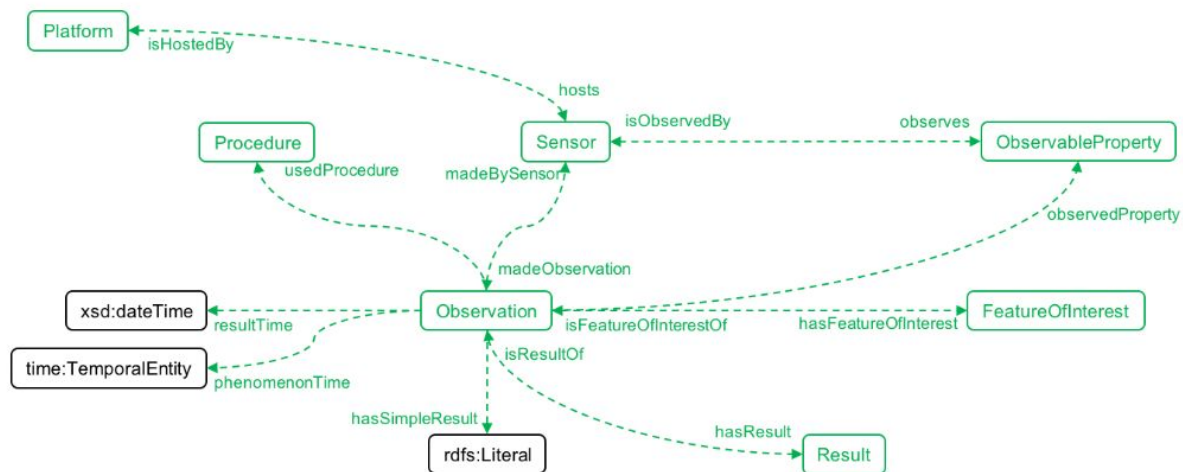 Platform
isHostedBy
hosts
Procedure
Sensor
isObservedBy
observes
ObservableProperty
usedProcedure
madeBySensor
observedProperty
madeObservation
xsd:dateTime
resultTime
Observation
isFeatureOfInterestOf
hasFeatureOfInterest
FeatureOfInterest
time:TemporalEntity
phenomenonTime
isResultOf
hasSimpleResult
hasResult
rdfs:Literal
Result